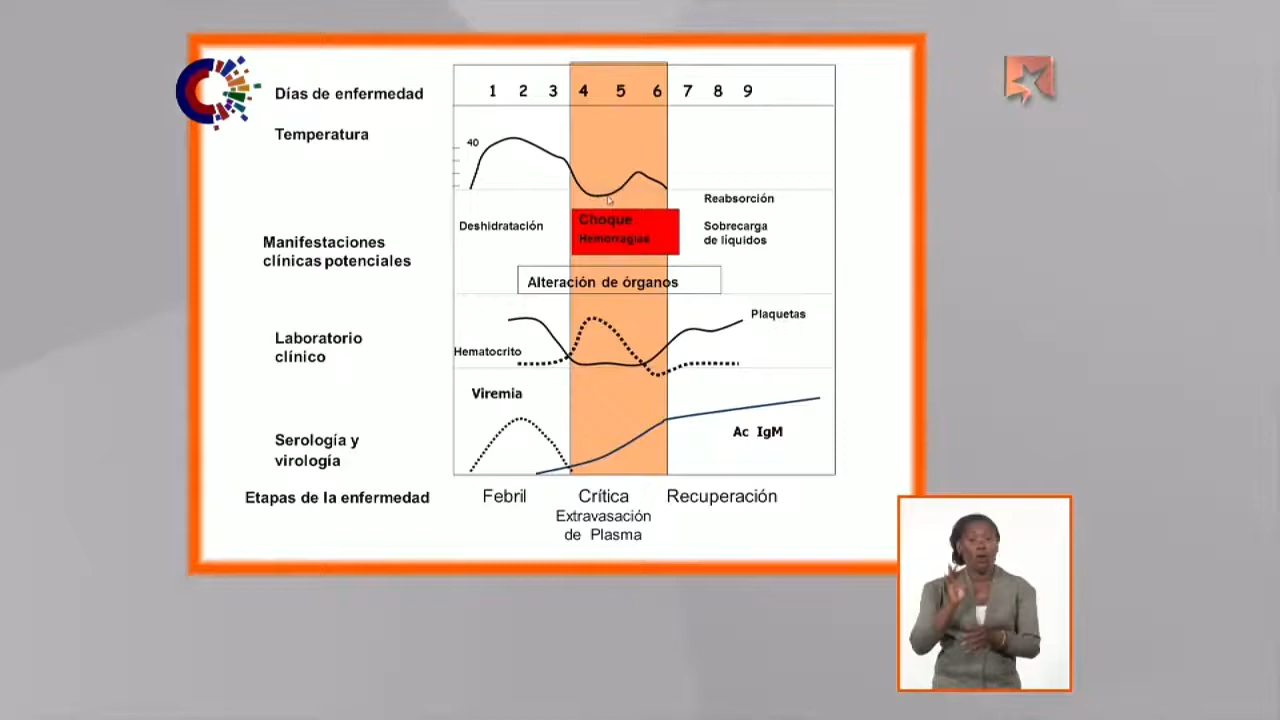 Días de enfermedad
1 2 3 4 5 6 7 8 9
Temperatura
40
Reabsorción
Deshidratación
Choque
Hemorragias
Sobrecarga
de líquidos
Manifestaciones
clínicas potenciales
Alteración de órganos
Plaquetas
Laboratorio
clínico
Hematocrito
Viremia
Ac IgM
Serología y
virología
Etapas de la enfermedad
Febril
Crítica
Recuperación
Extravasación
de Plasma